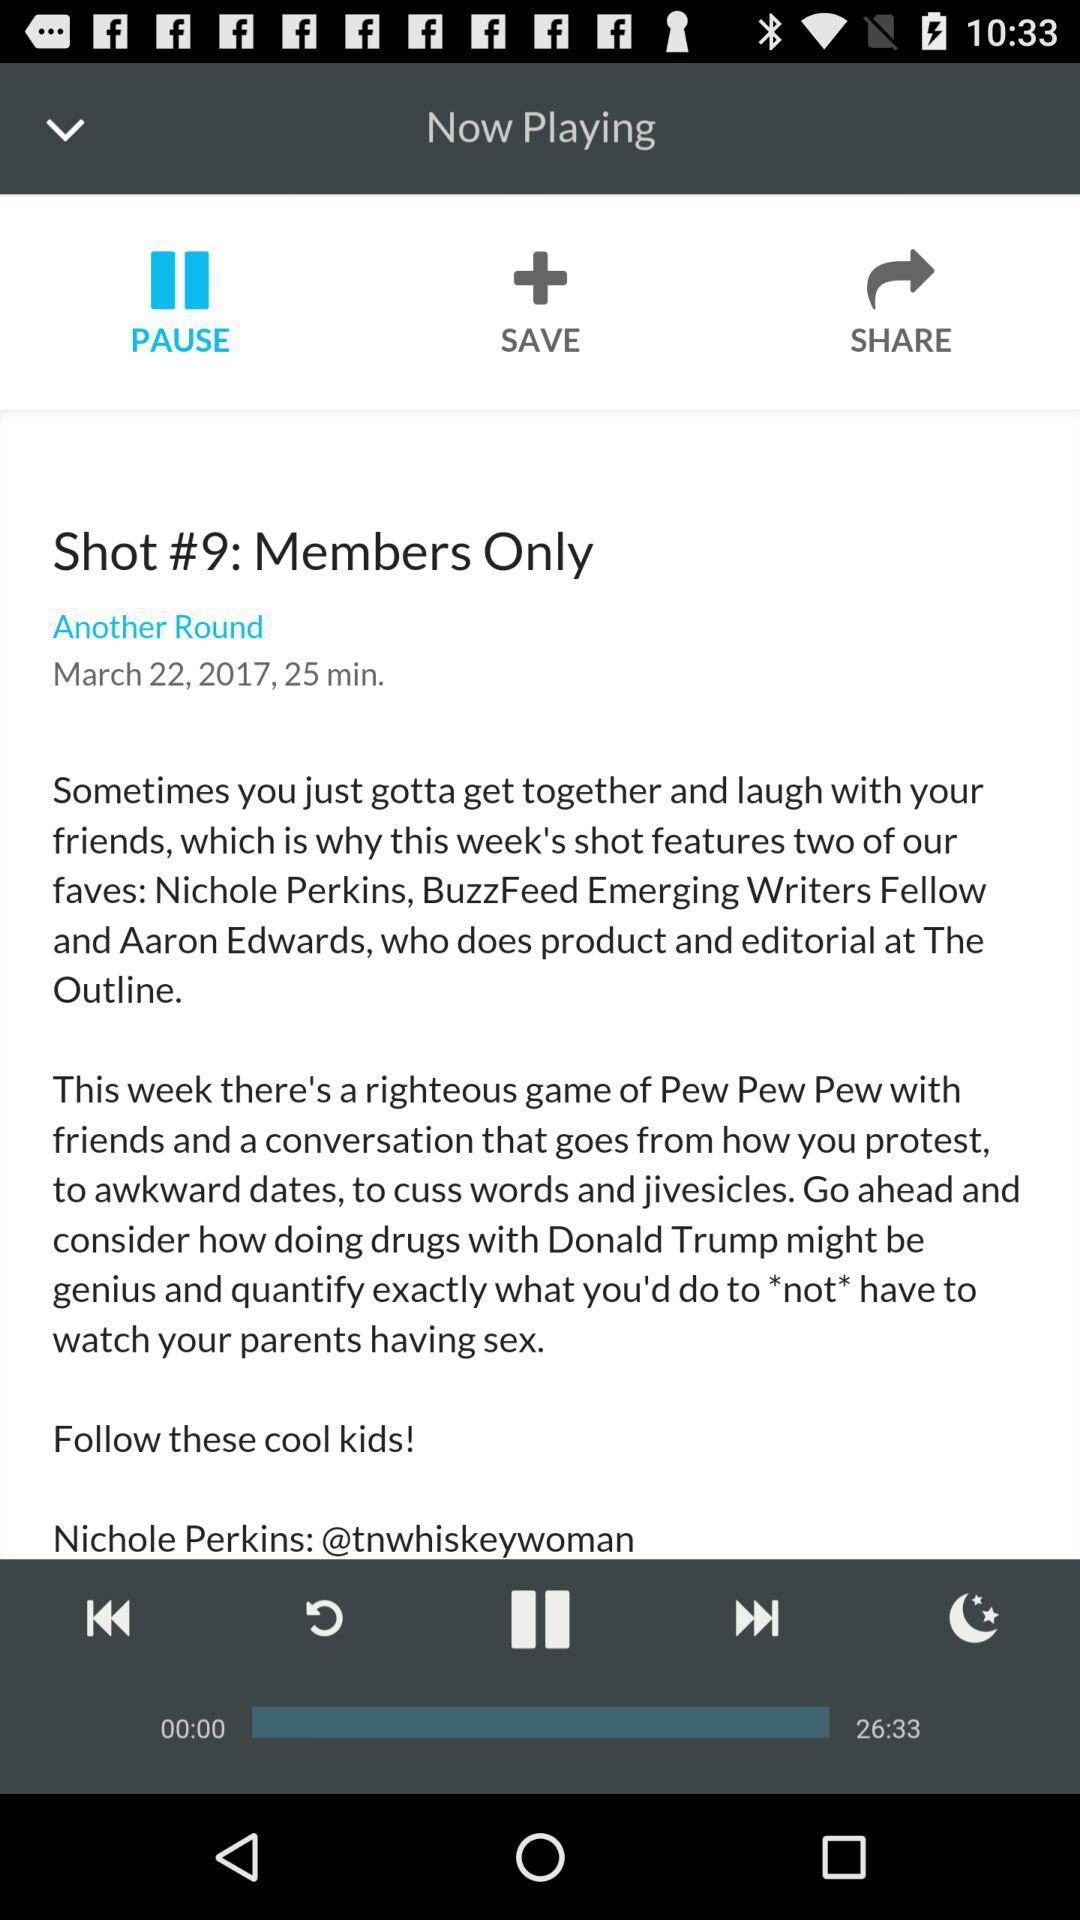 10:33
Now Playing
PAUSE
SAVE
SHARE
Shot #9: Members Only
Another Round
March 22, 2017, 25 min.
Sometimes you just gotta get together and laugh with your
friends, which is why this week's shot features two of our
faves: Nichole Perkins, BuzzFeed Emerging Writers Fellow
and Aaron Edwards, who does product and editorial at The
Outline.
This week there's a righteous game of Pew Pew Pew with
friends and a conversation that goes from how you protest,
to awkward dates, to cuss words and jivesicles. Go ahead and
consider how doing drugs with Donald Trump might be
genius and quantify exactly what you'd do to *not* have to
watch your parents having sex.
Follow these cool kids!
Nichole Perkins: @tnwhiskeywoman
00:00
26:33